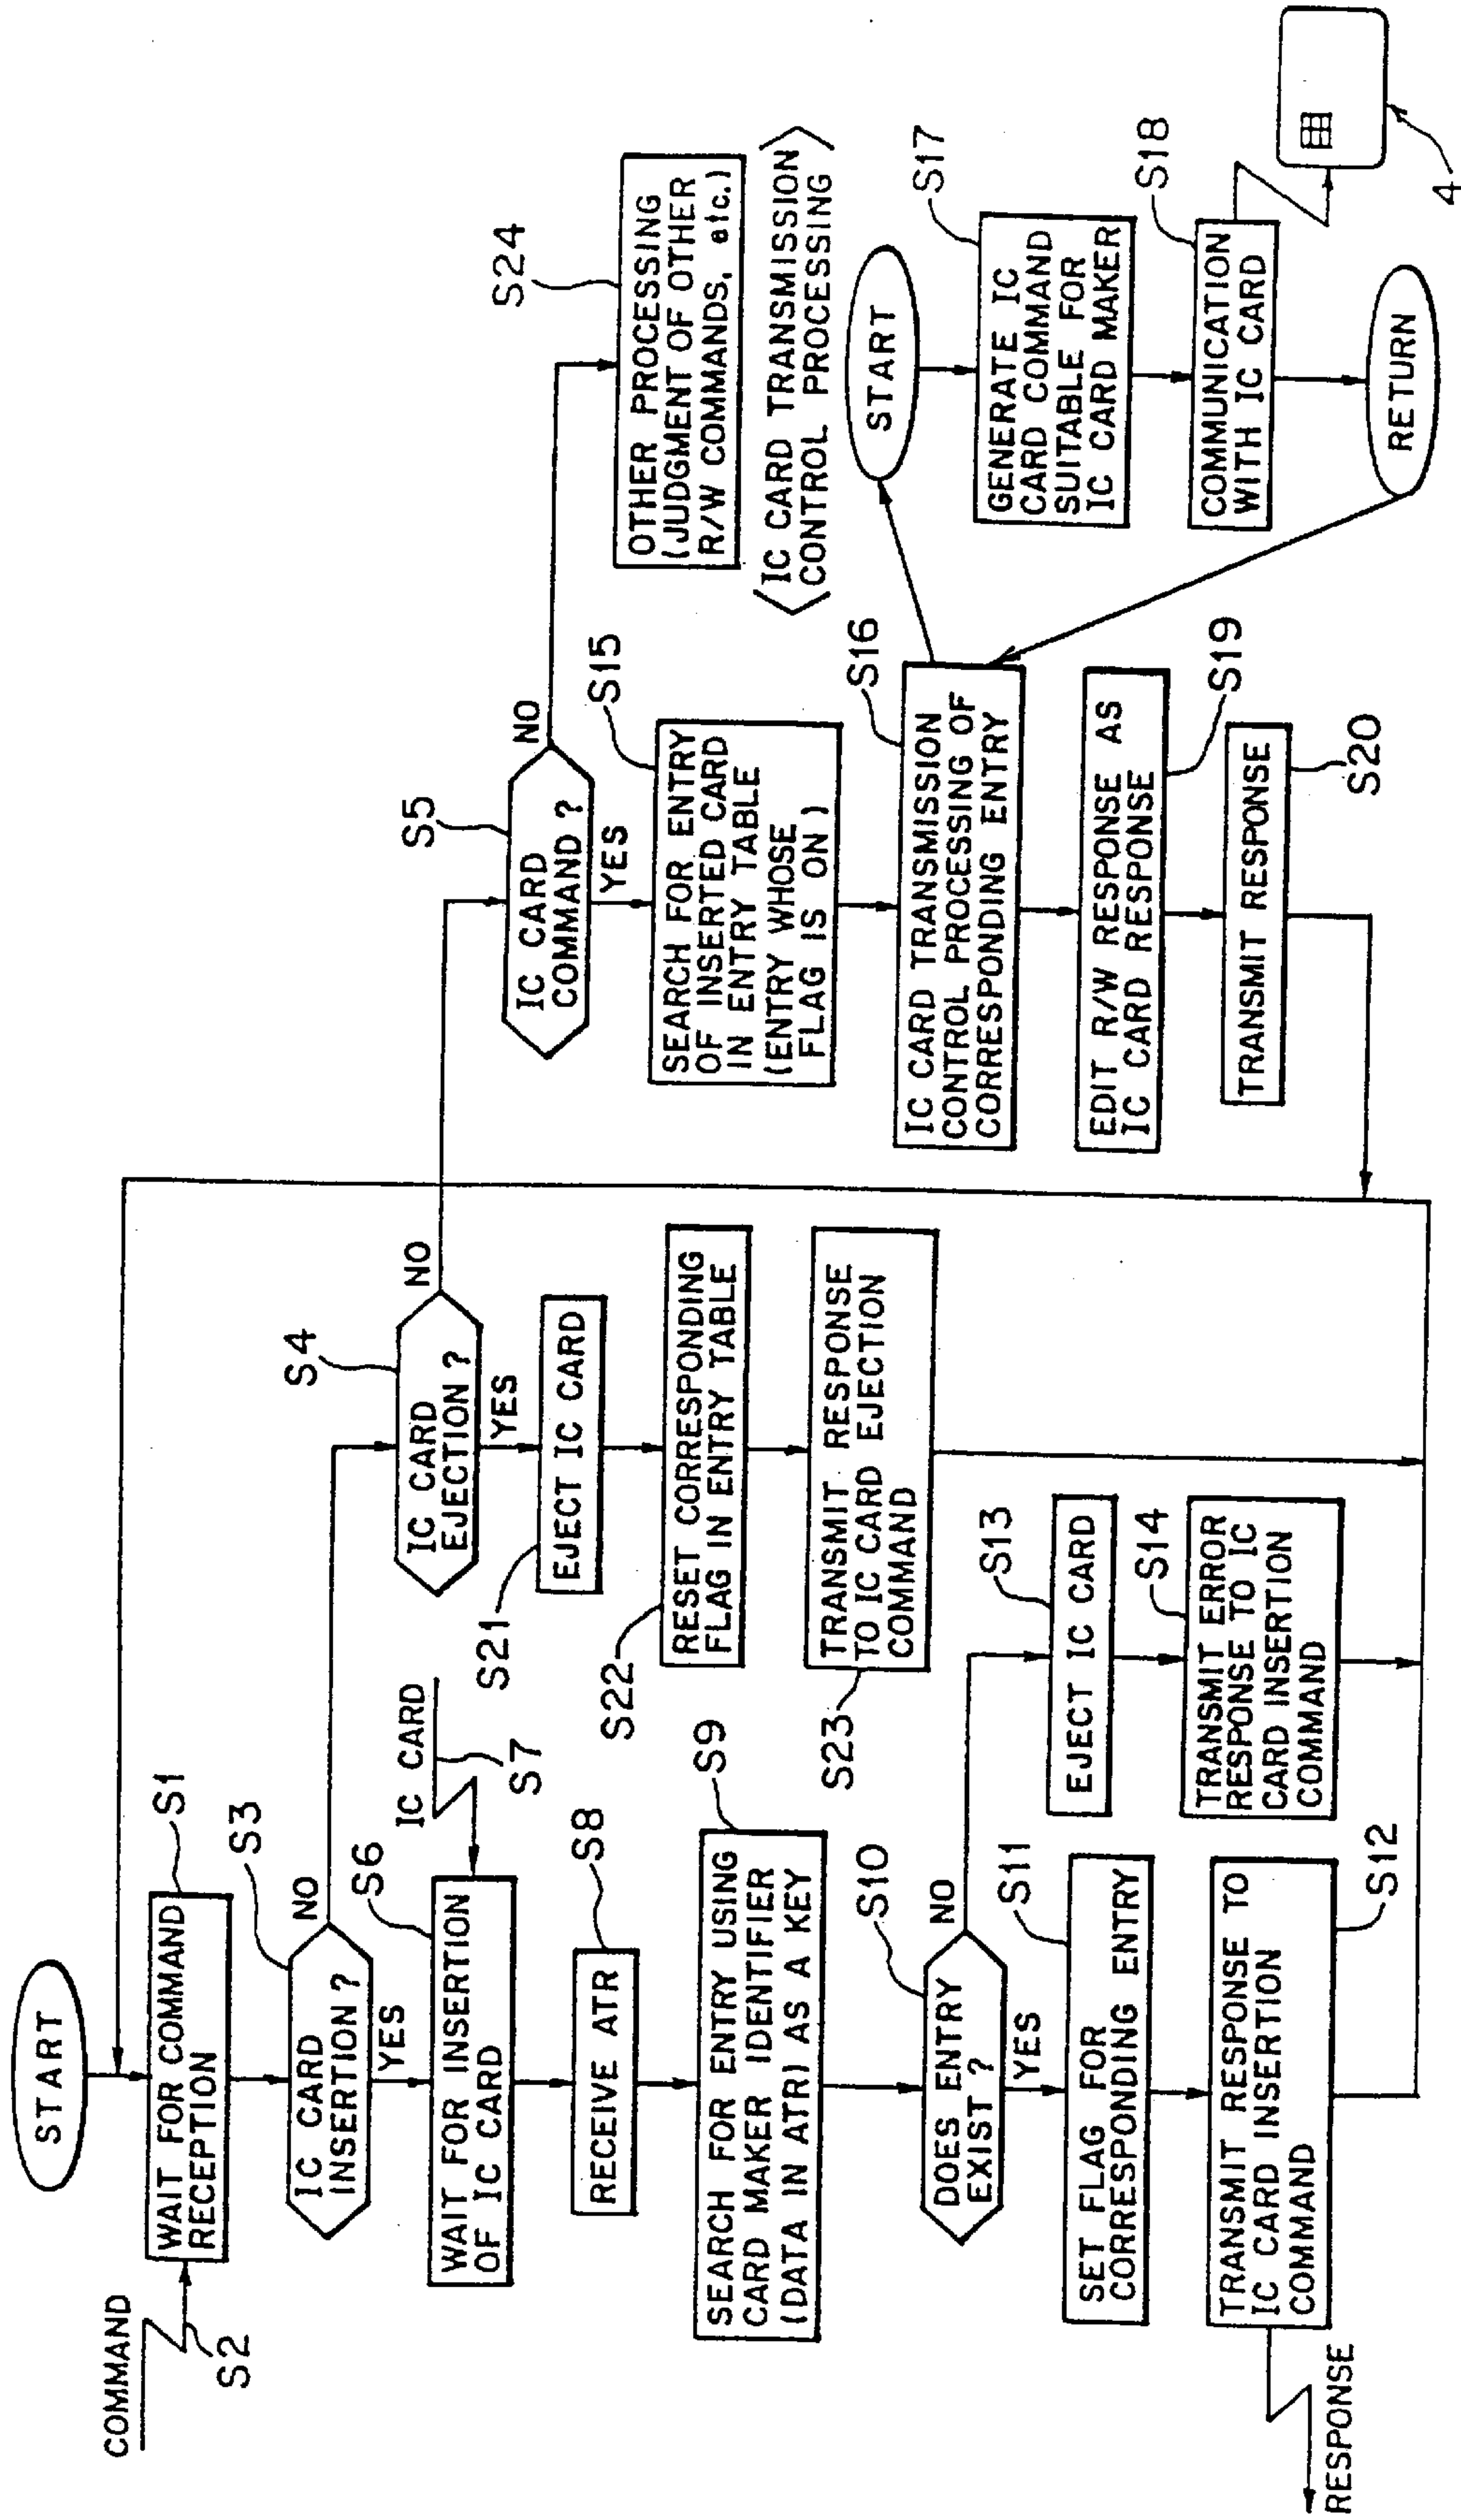 START
COMMAND
S2
WAIT FOR COMMAND
RECEPTION
S1
IC CARD
INSERTION ?
S3
NO
YES
WAIT FOR INSERTION
OF IC CARD
S6
IC CARD
S7
RECEIVE ATR
S8
SEARCH FOR ENTRY USING
CARD MAKER IDENTIFIER
(DATA IN ATR) AS A KEY
S9
DOES ENTRY
EXIST ?
S10
NO
YES
SET FLAG FOR
CORRESPONDING ENTRY
S11
TRANSMIT RESPONSE TO
IC CARD INSERTION
COMMAND
S12
RESPONSE
EJECT IC CARD
S13
TRANSMIT ERROR
RESPONSE TO IC
CARD INSERTION
COMMAND
S14
IC CARD
EJECTION ?
S4
NO
YES
EJECT IC CARD
S21
RESET CORRESPONDING
FLAG IN ENTRY TABLE
S22
TRANSMIT RESPONSE
TO IC CARD EJECTION
COMMAND
S23
IC CARD
COMMAND ?
S5
NO
YES
SEARCH FOR ENTRY
OF INSERTED CARD
IN ENTRY TABLE
(ENTRY WHOSE
FLAG IS ON )
S15
IC CARD TRANSMISSION
CONTROL PROCESSING OF
CORRESPONDING ENTRY
S16
EDIT R/W RESPONSE AS
IC CARD RESPONSE
S19
TRANSMIT RESPONSE
S20
OTHER PROCESSING
(JUDGMENT OF OTHER
R/W COMMANDS, etc.)
S24
〈IC CARD TRANSMISSION
CONTROL PROCESSING〉
START
GENERATE IC
CARD COMMAND
SUITABLE FOR
IC CARD MAKER
S17
COMMUNICATION
WITH IC CARD
S18
RETURN
4